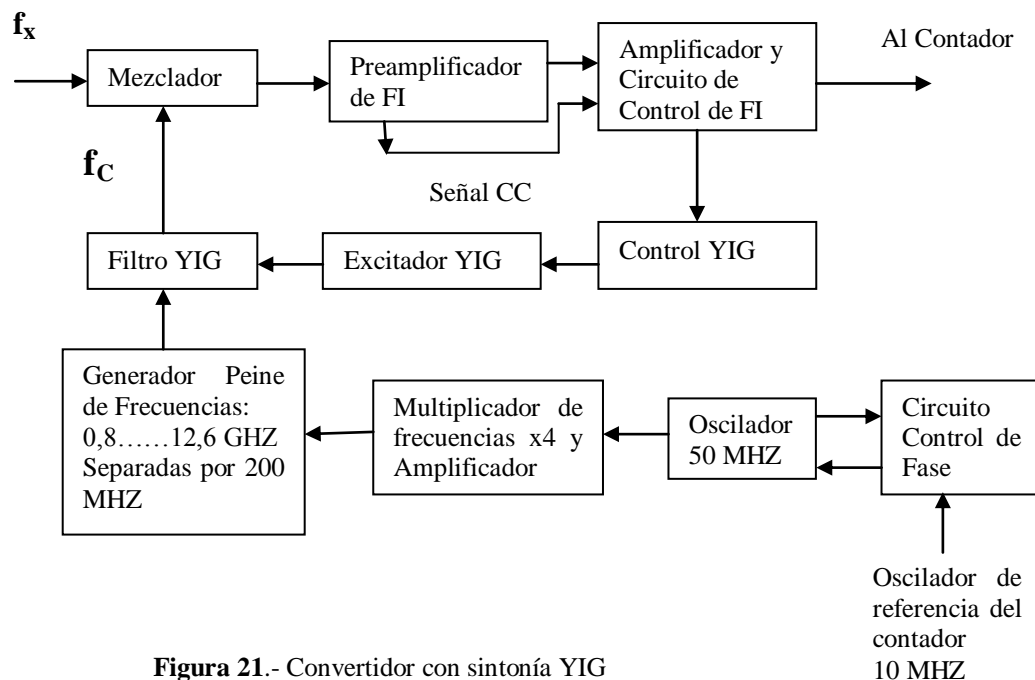 fx
Mezclador
Preamplificador
de FI
Amplificador y
Circuito de
Control de FI
Al Contador
fC
Señal CC
Filtro YIG
Excitador YIG
Control YIG
Generador Peine
de Frecuencias:
0,8……12,6 GHZ
Separadas por 200
MHZ
Multiplicador de
frecuencias x4 y
Amplificador
Oscilador
50 MHZ
Circuito
Control de
Fase
Oscilador de
referencia del
contador
10 MHZ
Figura 21.- Convertidor con sintonía YIG